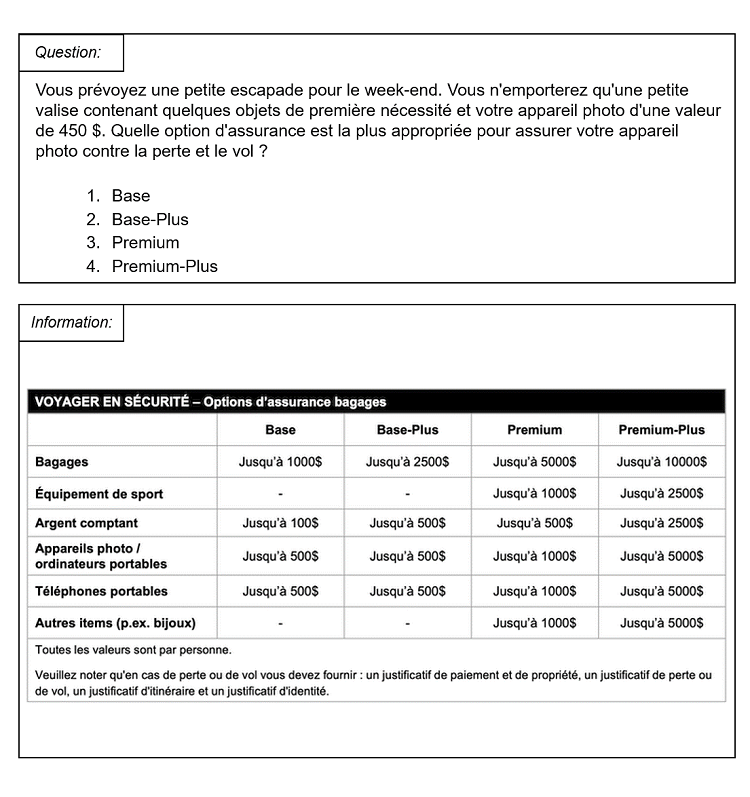 Question:
Vous prévoyez une petite escapade pour le week-end. Vous n'emporterez qu'une petite
valise contenant quelques objets de première nécessité et votre appareil photo d'une valeur
de 450 $. Quelle option d'assurance est la plus appropriée pour assurer votre appareil
photo contre la perte et le vol ?
1. Base
2. Base-Plus
3. Premium
4. Premium-Plus
Information:
VOYAGER EN SÉCURITÉ – Options d'assurance bagages
Base Base-Plus Premium Premium-Plus
Bagages Jusqu'à 1000$ Jusqu'à 2500$ Jusqu'à 5000$ Jusqu'à 10000$
Équipement de sport - - Jusqu'à 1000$ Jusqu'à 2500$
Argent comptant Jusqu'à 100$ Jusqu'à 500$ Jusqu'à 500$ Jusqu'à 2500$
Appareils photo /
ordinateurs portables Jusqu'à 500$ Jusqu'à 500$ Jusqu'à 1000$ Jusqu'à 5000$
Téléphones portables Jusqu'à 500$ Jusqu'à 500$ Jusqu'à 1000$ Jusqu'à 5000$
Autres items (p.ex. bijoux) - - Jusqu'à 1000$ Jusqu'à 5000$
Toutes les valeurs sont par personne.
Veuillez noter qu'en cas de perte ou de vol vous devez fournir : un justificatif de paiement et de propriété, un justificatif de perte ou
de vol, un justificatif d'itinéraire et un justificatif d'identité.